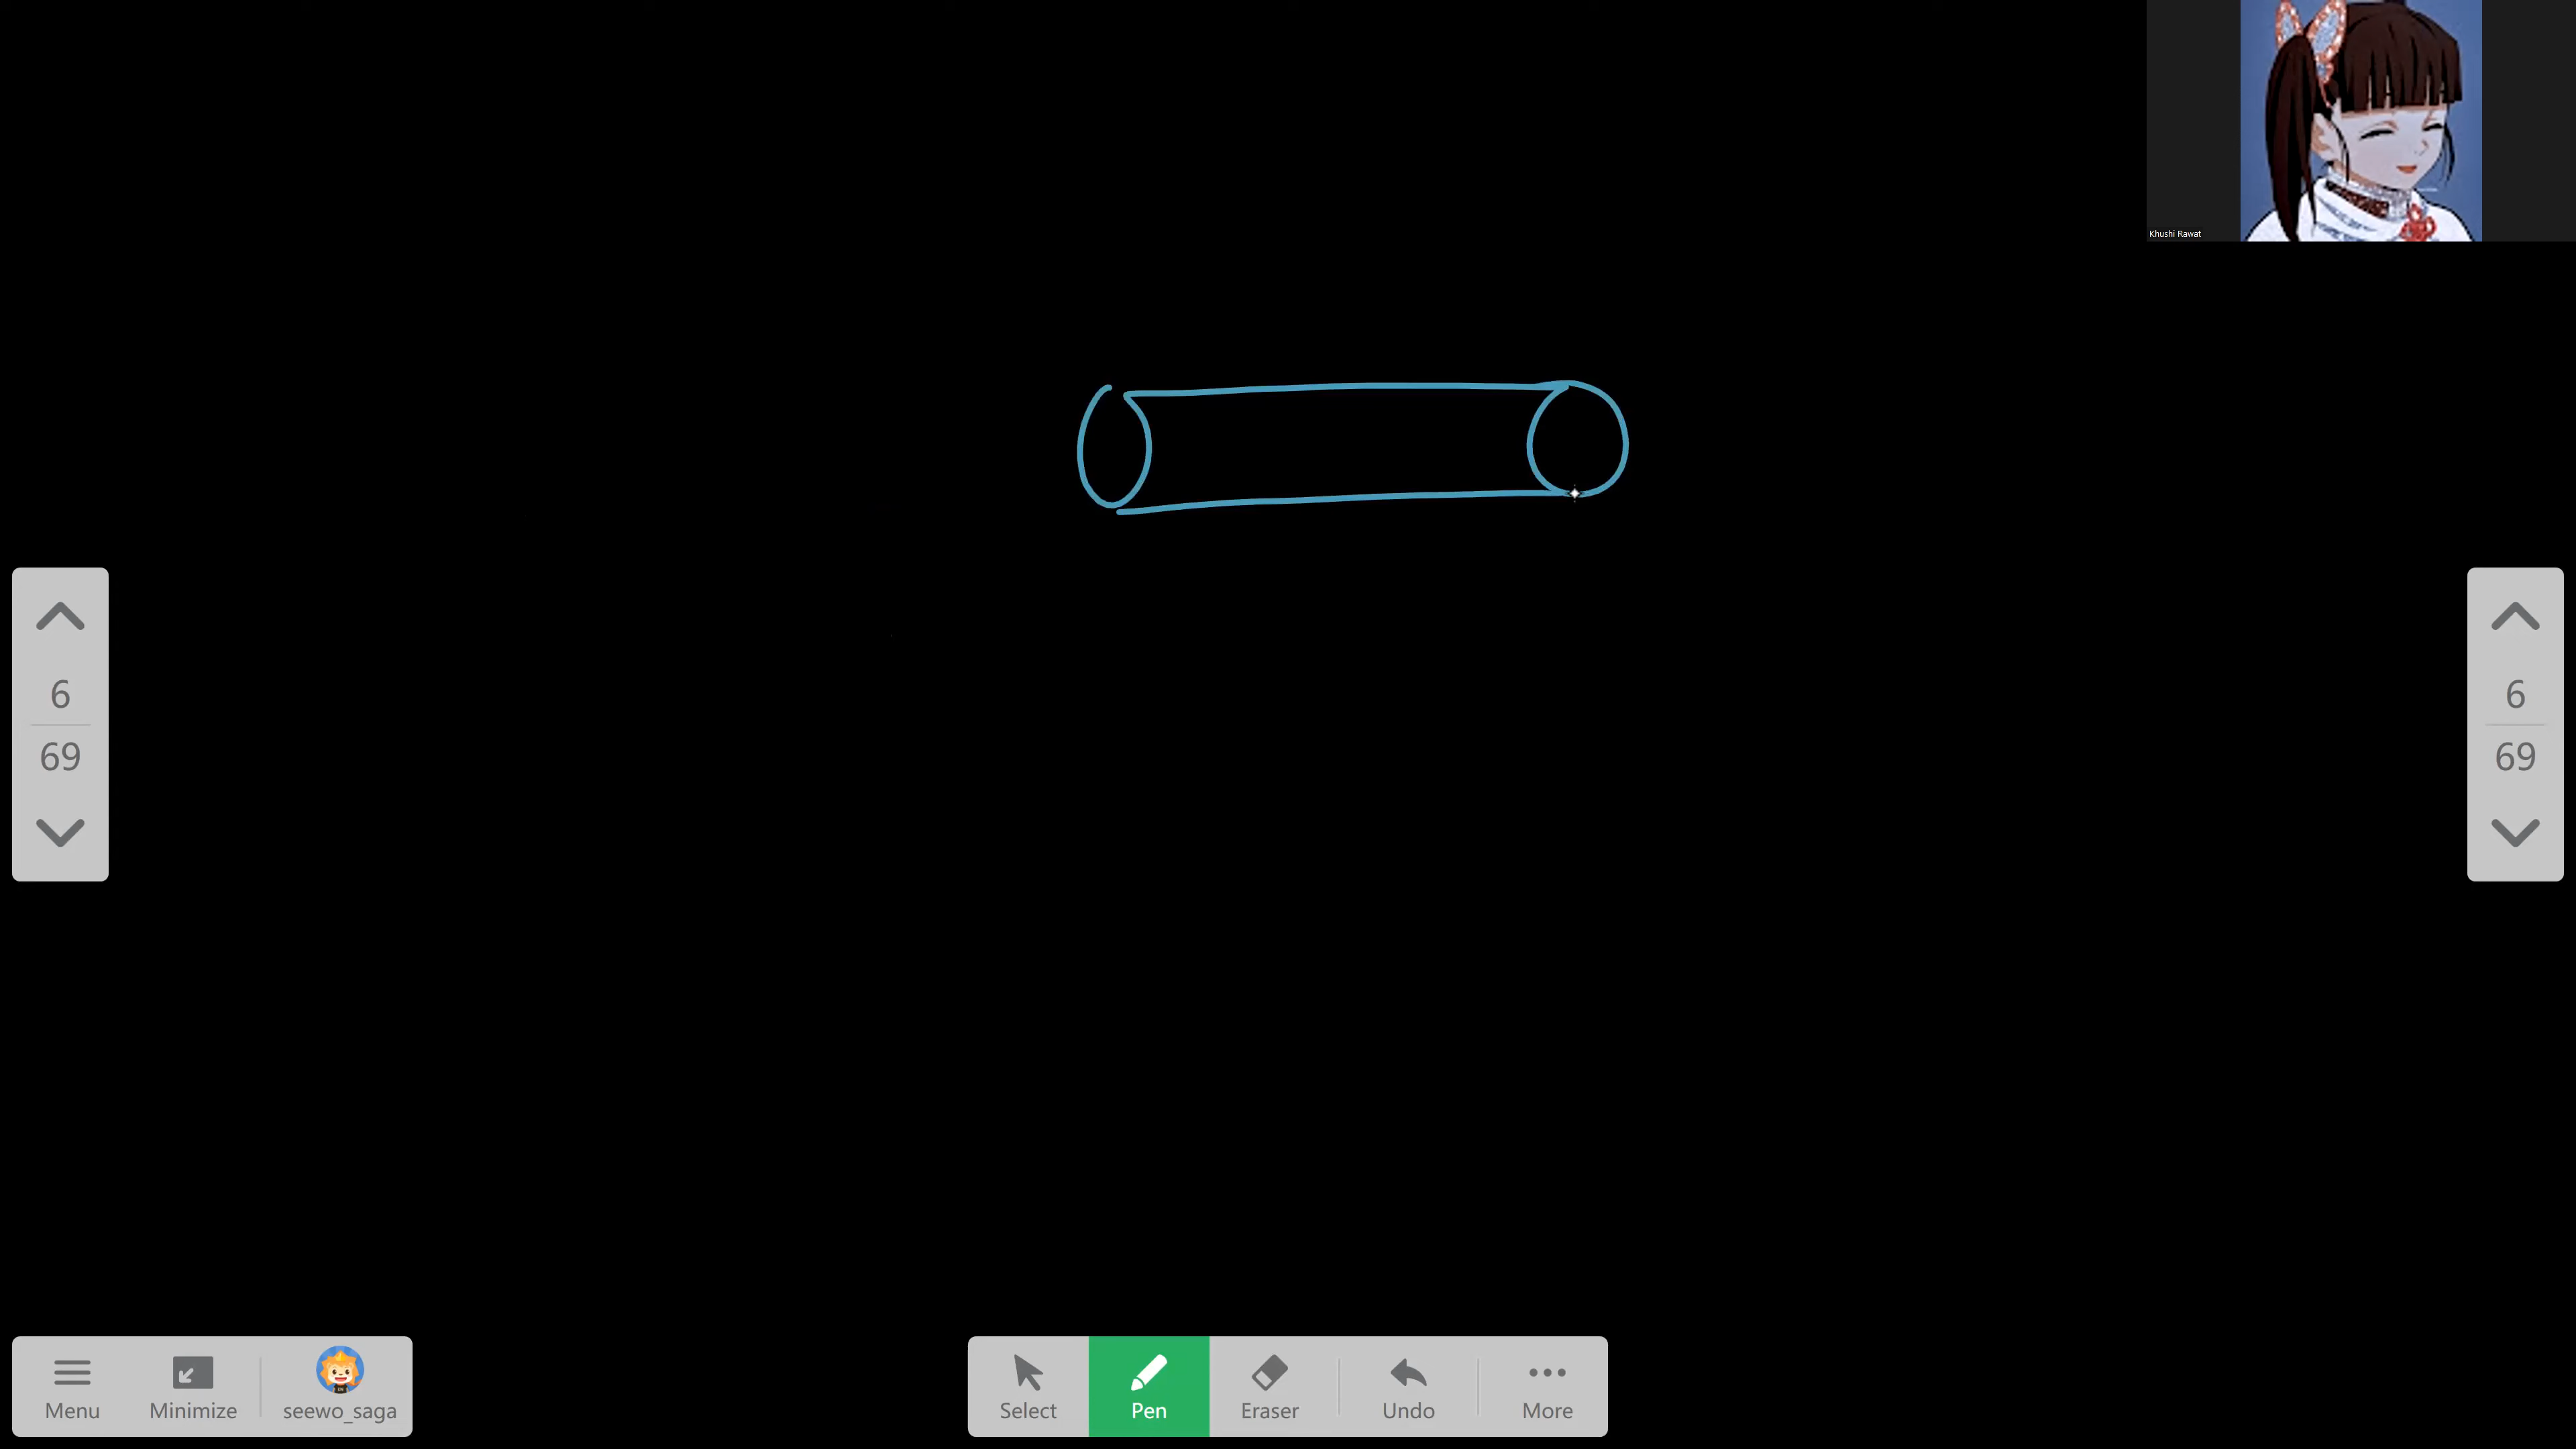 Khushi Rawat
6
69
6
69
Menu
Minimize
seewo_saga
Select
Pen
Eraser
Undo
More